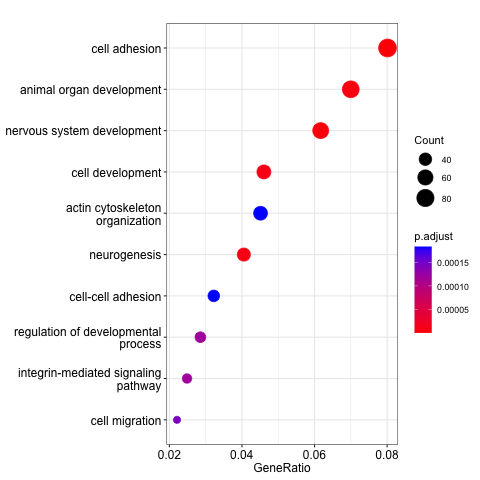 cell adhesion
animal organ development
nervous system development
cell development
actin cytoskeleton
organization
neurogenesis
cell-cell adhesion
regulation of developmental
process
integrin-mediated signaling
pathway
cell migration
0.02 0.04 0.06 0.08
GeneRatio
Count
40
60
80
p.adjust
0.00015
0.00010
0.00005